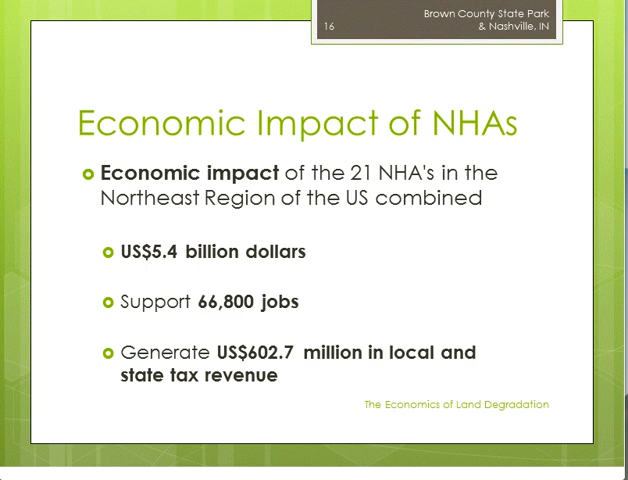 Brown County State Park
16
& Nashville, IN
Economic Impact of NHAs
Economic impact of the 21 NHA's in the
Northeast Region of the US combined
US$5.4 billion dollars
Support 66,800 jobs
Generate US$602.7 million in local and
state tax revenue
The Economics of Land Degradation